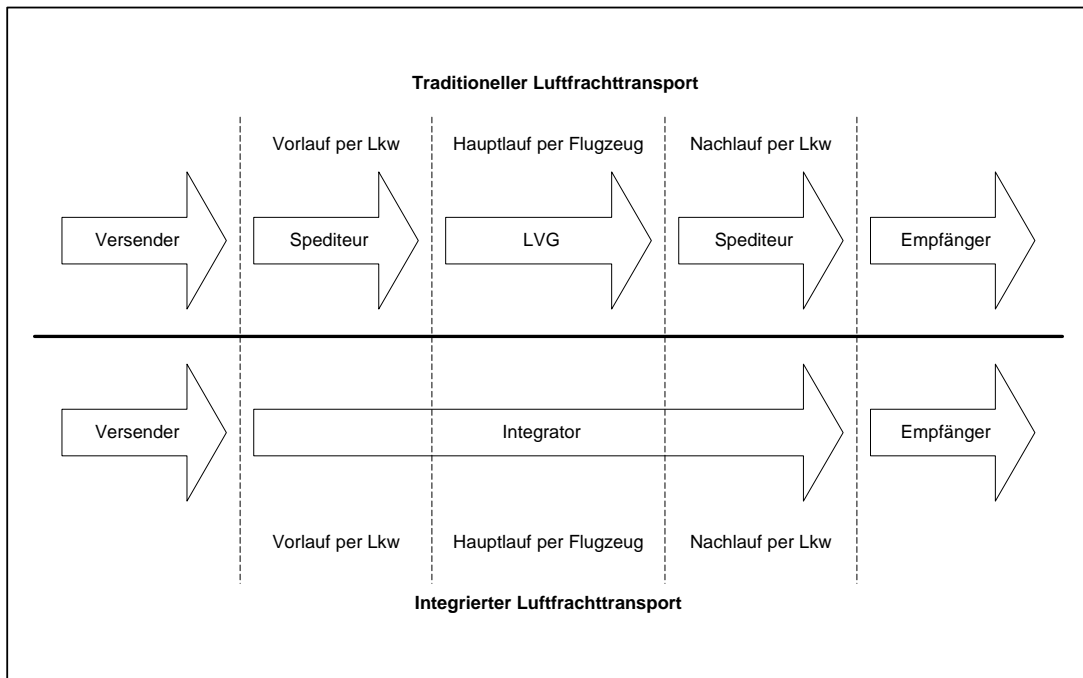 Traditioneller Luftfrachttransport
Vorlauf per Lkw
Hauptlauf per Flugzeug
Nachlauf per Lkw
Versender
Spediteur
LVG
Spediteur
Empfänger
Versender
Integrator
Empfänger
Vorlauf per Lkw
Hauptlauf per Flugzeug
Nachlauf per Lkw
Integrierter Luftfrachttransport